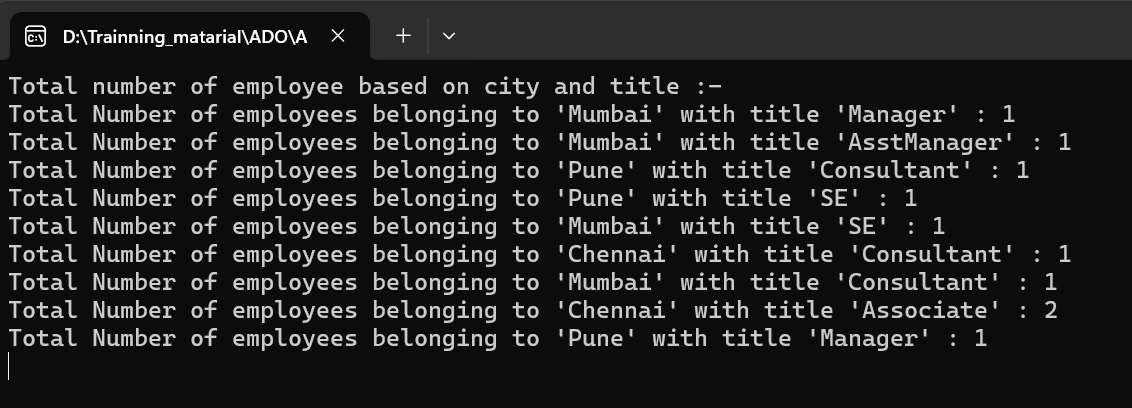 D:\Trainning_matarial\ADO\A
Total number of employee based on city and title :-
Total Number of employees belonging to 'Mumbai' with title 'Manager' : 1
Total Number of employees belonging to 'Mumbai' with title 'AsstManager' : 1
Total Number of employees belonging to 'Pune' with title 'Consultant' : 1
Total Number of employees belonging to 'Pune' with title 'SE' : 1
Total Number of employees belonging to 'Mumbai' with title 'SE' : 1
Total Number of employees belonging to 'Chennai' with title 'Consultant' : 1
Total Number of employees belonging to 'Mumbai' with title 'Consultant' : 1
Total Number of employees belonging to 'Chennai' with title 'Associate' : 2
Total Number of employees belonging to 'Pune' with title 'Manager' : 1